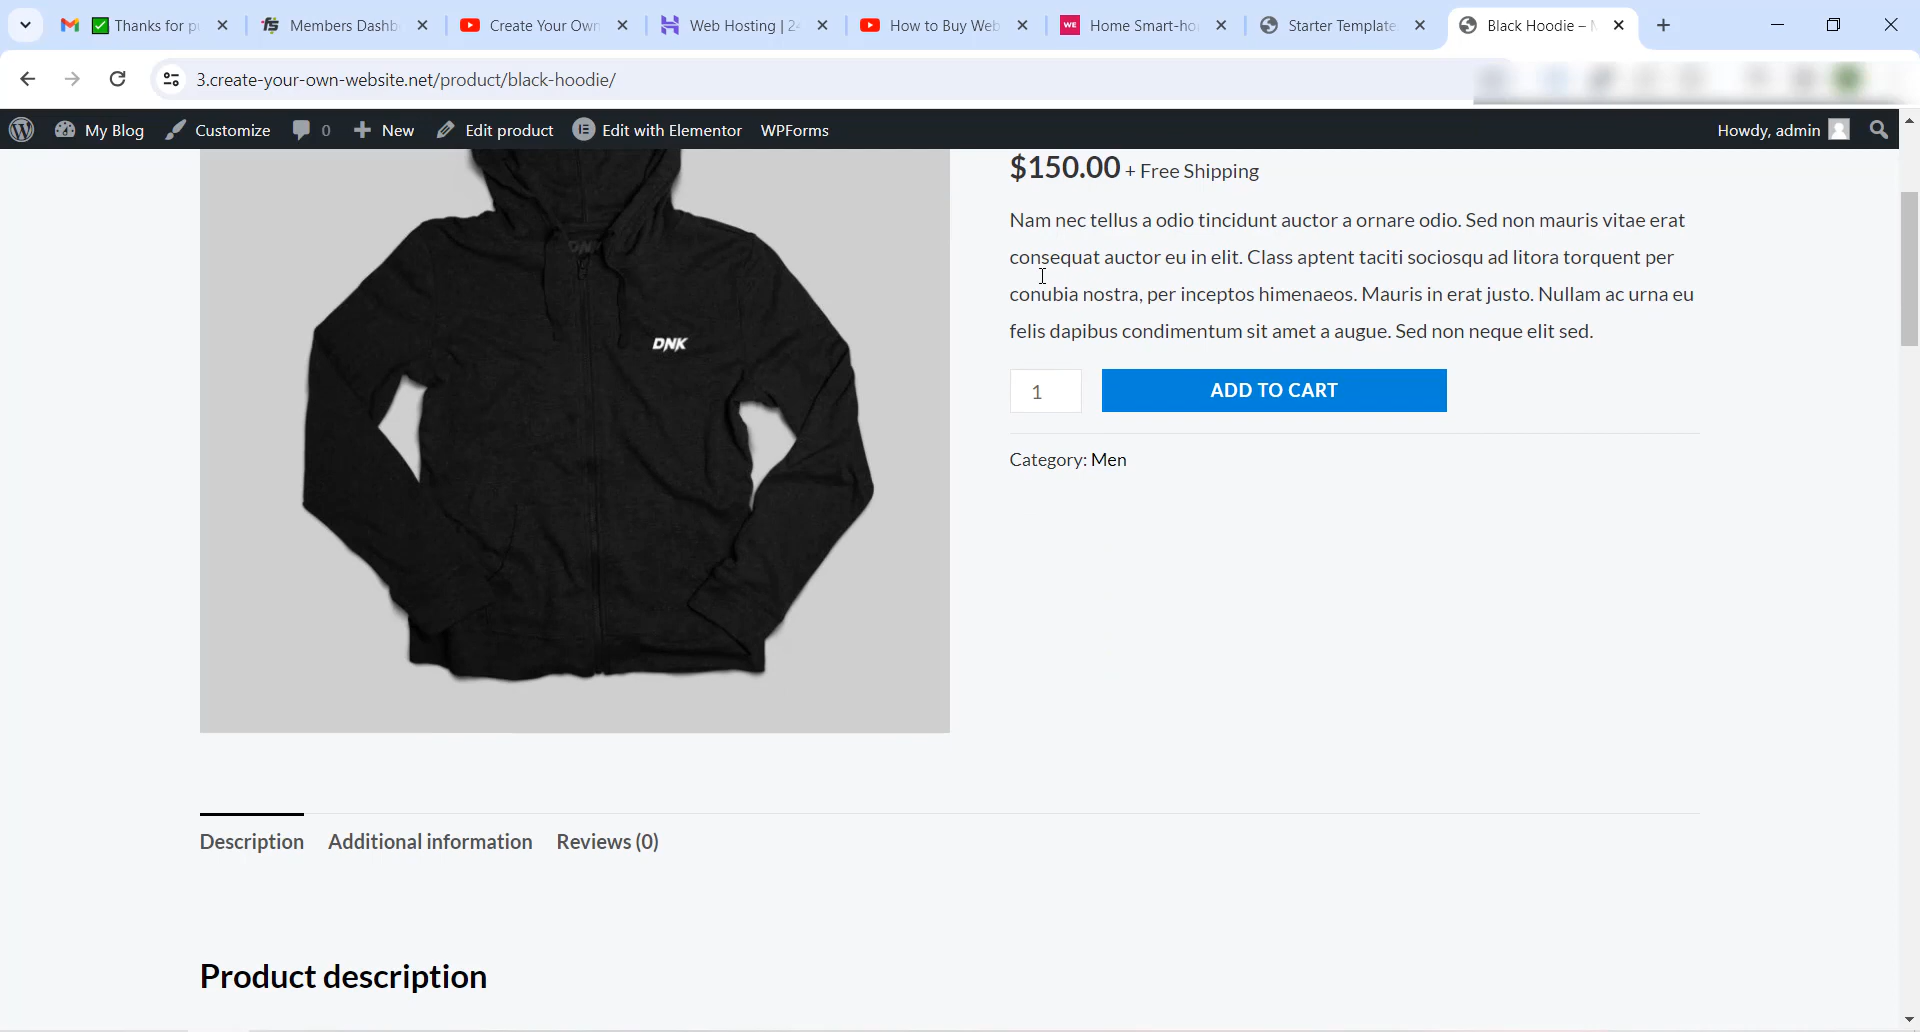 Thanks for p
Members Dashb
Create Your Own
Web Hosting | 24
How to Buy Web
WE Home Smart-ho
Starter Template
Black Hoodie –
3.create-your-own-website.net/product/black-hoodie/
My Blog
Customize
0
New
Edit product
Edit with Elementor
WPForms
Howdy, admin
$150.00 + Free Shipping
Nam nec tellus a odio tincidunt auctor a ornare odio. Sed non mauris vitae erat
consequat auctor eu in elit. Class aptent taciti sociosqu ad litora torquent per
conubia nostra, per inceptos himenaeos. Mauris in erat justo. Nullam ac urna eu
felis dapibus condimentum sit amet a augue. Sed non neque elit sed.
1
ADD TO CART
Category: Men
DNK
DNK
Description
Additional information
Reviews (0)
Product description